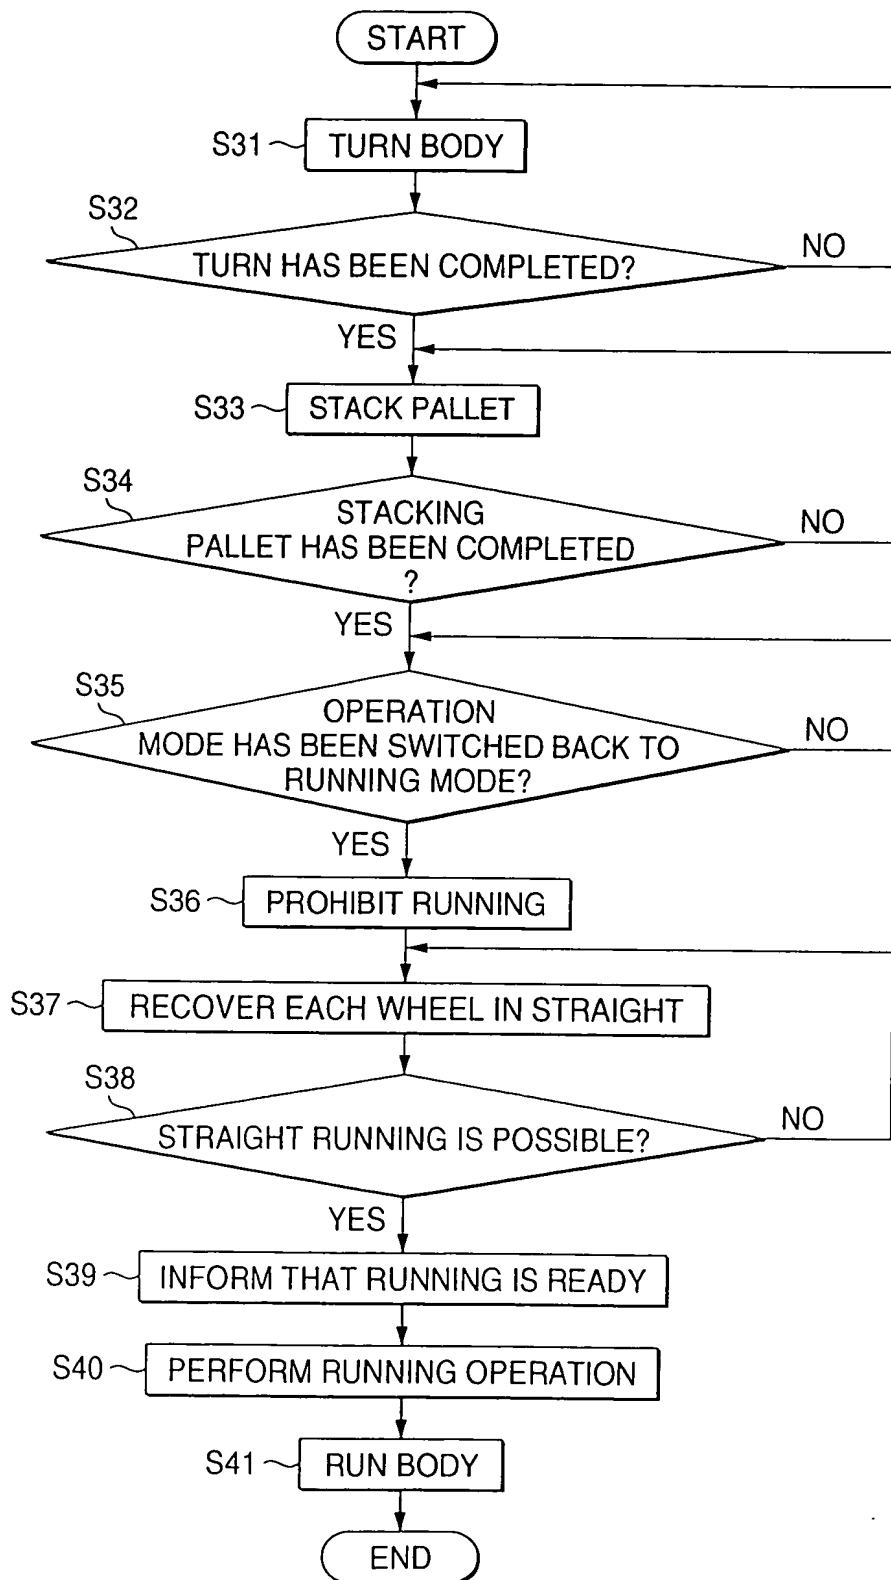 START
S31
TURN BODY
S32
TURN HAS BEEN COMPLETED?
NO
YES
S33
STACK PALLET
S34
STACKING
PALLET HAS BEEN COMPLETED
?
NO
YES
S35
OPERATION
MODE HAS BEEN SWITCHED BACK TO
RUNNING MODE?
NO
YES
S36
PROHIBIT RUNNING
S37
RECOVER EACH WHEEL IN STRAIGHT
S38
STRAIGHT RUNNING IS POSSIBLE?
NO
YES
S39
INFORM THAT RUNNING IS READY
S40
PERFORM RUNNING OPERATION
S41
RUN BODY
END